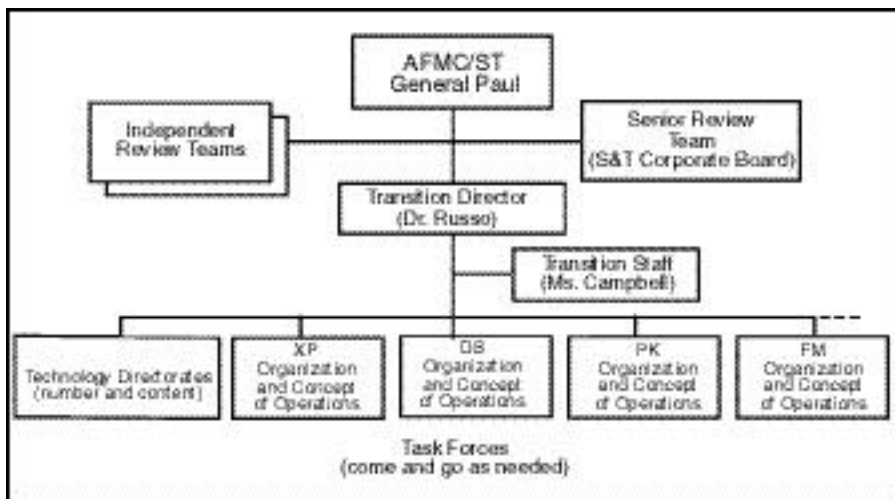 AFMC/ST
General Paul
Independent
Review Teams
Senior Review
Team
(S&T Corporate Board)
Transition Director
(Dr. Russo)
Transition Staff
(Ms. Campbell)
Technology Directorates
(number and content)
XP
Organization
and Concept
of Operations
DB
Organization
and Concept
of Operations
PK
Organization
and Concept
of Operations
FM
Organization
and Concept
of Operations
Task Forces
(come and go as needed)